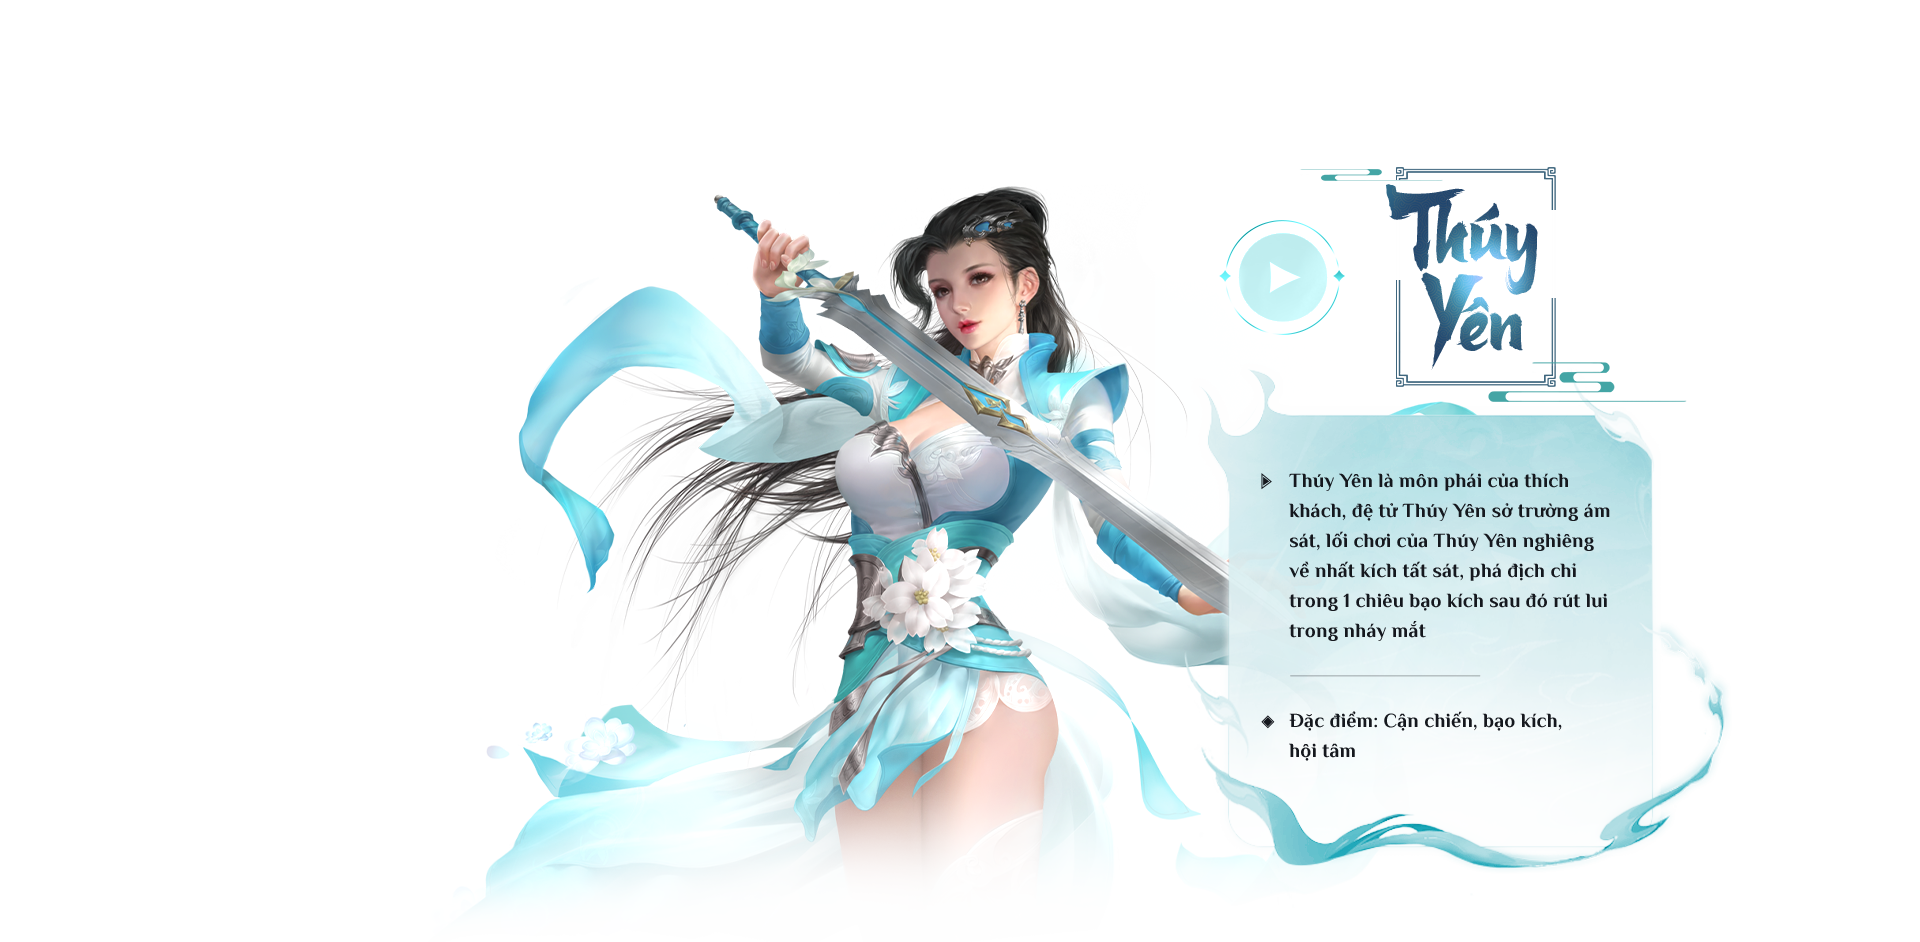 Thúy
Yên
Thúy Yên là môn phái của thích
khách, đệ tử Thúy Yên sở trường ám
sát, lối chơi của Thúy Yên nghiêng
về nhất kích tất sát, phá địch chỉ
trong 1 chiêu bạo kích sau đó rút lui
trong nháy mắt
Đặc điểm: Cận chiến, bạo kích,
hội tâm